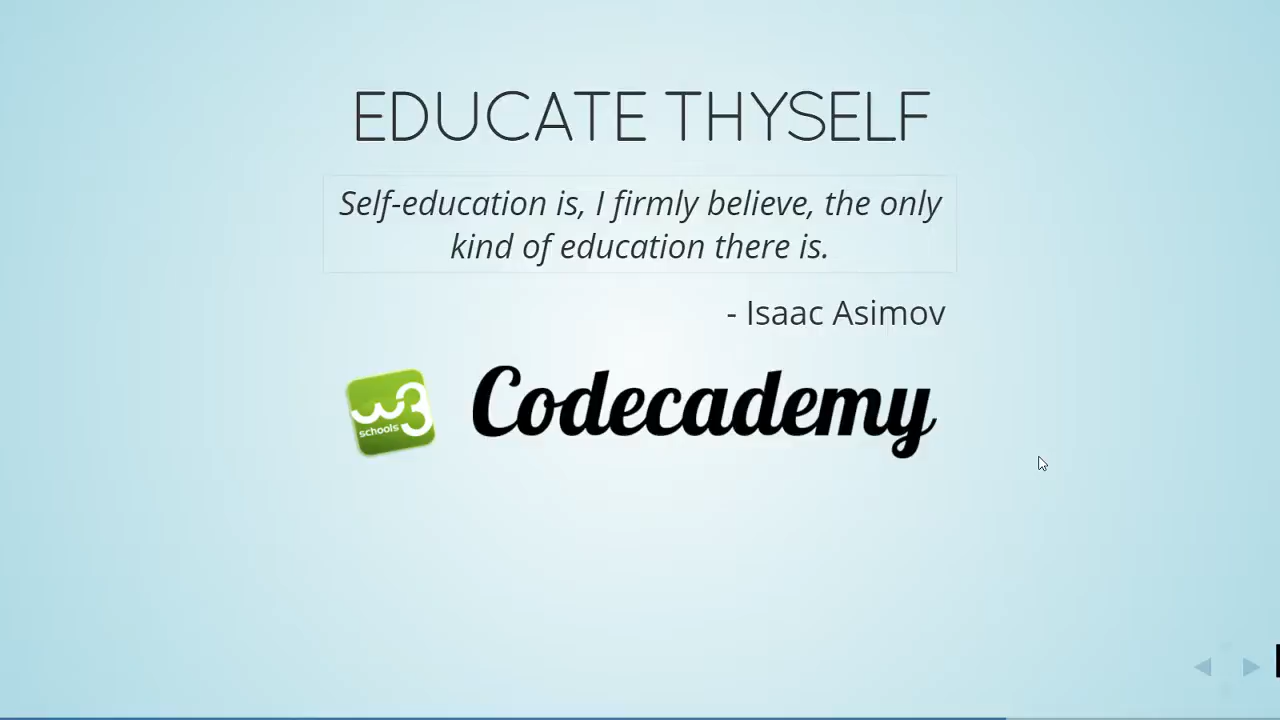 EDUCATE THYSELF
Self-education is, I firmly believe, the only
kind of education there is.
- Isaac Asimov
w3
schools
Codecademy